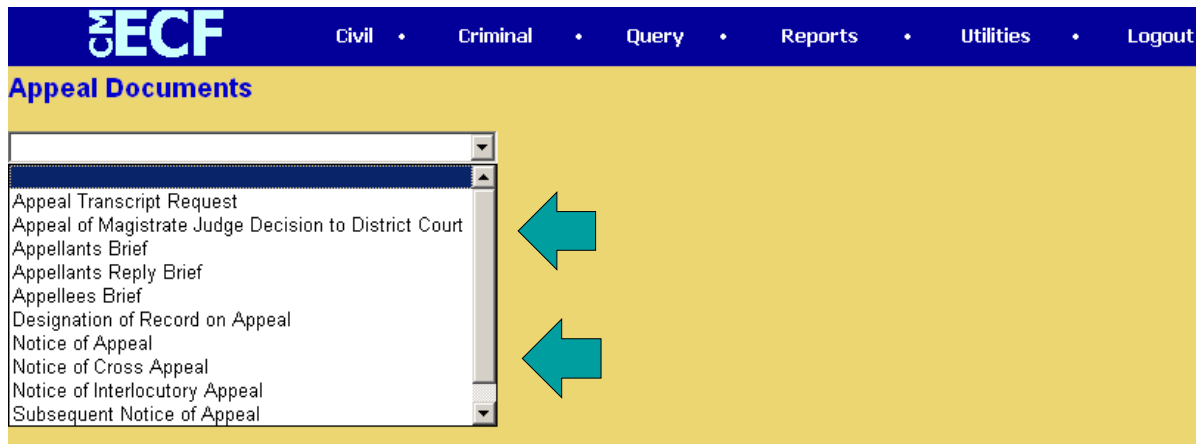 CM ECF Civil • Criminal • Query • Reports • Utilities • Logout
Appeal Documents
Appeal Transcript Request
Appeal of Magistrate Judge Decision to District Court
Appellants Brief
Appellants Reply Brief
Appellees Brief
Designation of Record on Appeal
Notice of Appeal
Notice of Cross Appeal
Notice of Interlocutory Appeal
Subsequent Notice of Appeal